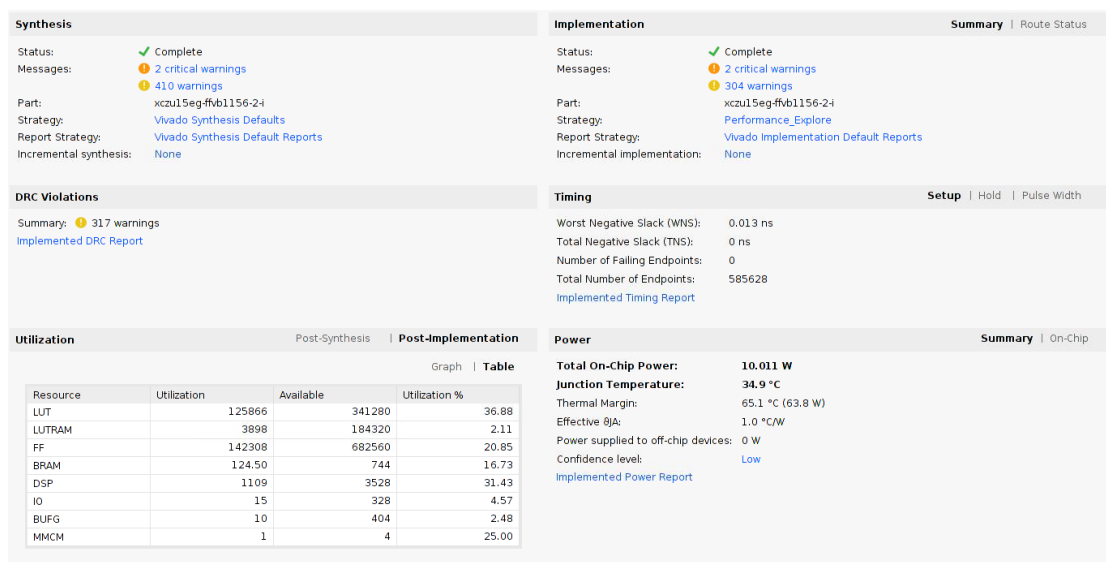 Synthesis
Status: Complete
Messages: 2 critical warnings
410 warnings
Part: xczu15eg-ffvb1156-2-i
Strategy: Vivado Synthesis Defaults
Report Strategy: Vivado Synthesis Default Reports
Incremental synthesis: None
Implementation Summary | Route Status
Status: Complete
Messages: 2 critical warnings
304 warnings
Part: xczu15eg-ffvb1156-2-i
Strategy: Performance_Explore
Report Strategy: Vivado Implementation Default Reports
Incremental implementation: None
DRC Violations
Summary: 317 warnings
Implemented DRC Report
Timing Setup | Hold | Pulse Width
Worst Negative Slack (WNS): 0.013 ns
Total Negative Slack (TNS): 0 ns
Number of Failing Endpoints: 0
Total Number of Endpoints: 585628
Implemented Timing Report
Utilization Post-Synthesis | Post-Implementation
Graph | Table
Resource Utilization Available Utilization %
LUT 125866 341280 36.88
LUTRAM 3898 184320 2.11
FF 142308 682560 20.85
BRAM 124.50 744 16.73
DSP 1109 3528 31.43
IO 15 328 4.57
BUFG 10 404 2.48
MMCM 1 4 25.00
Power Summary | On-Chip
Total On-Chip Power: 10.011 W
Junction Temperature: 34.9 °C
Thermal Margin: 65.1 °C (63.8 W)
Effective ϑJA: 1.0 °C/W
Power supplied to off-chip devices: 0 W
Confidence level: Low
Implemented Power Report